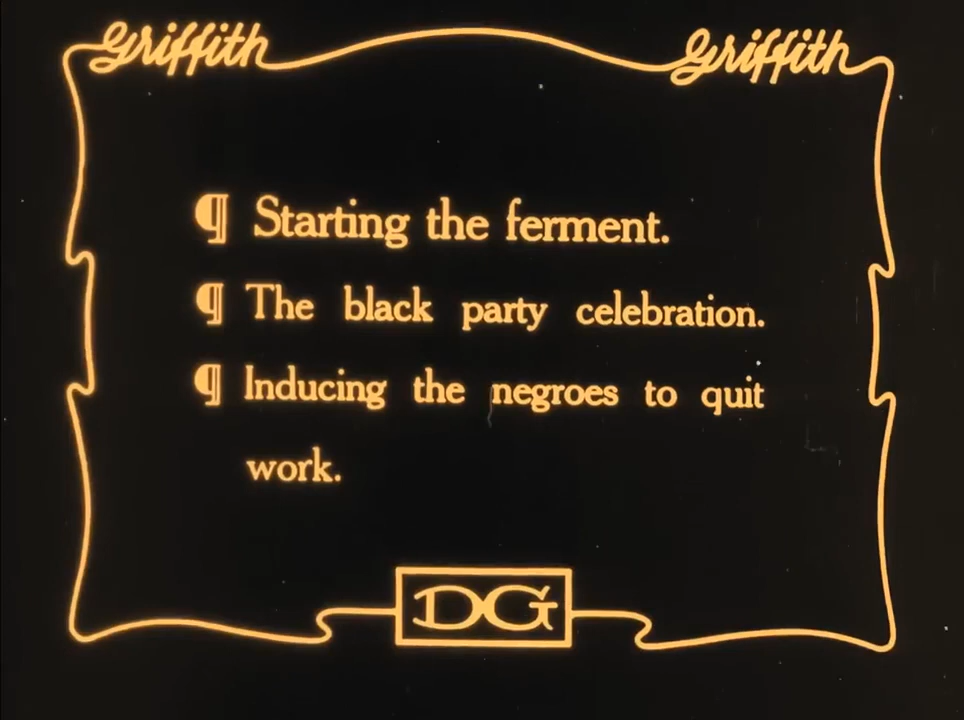 Griffith Griffith
¶ Starting the ferment.
¶ The black party celebration.
¶ Inducing the negroes to quit
work.
DG